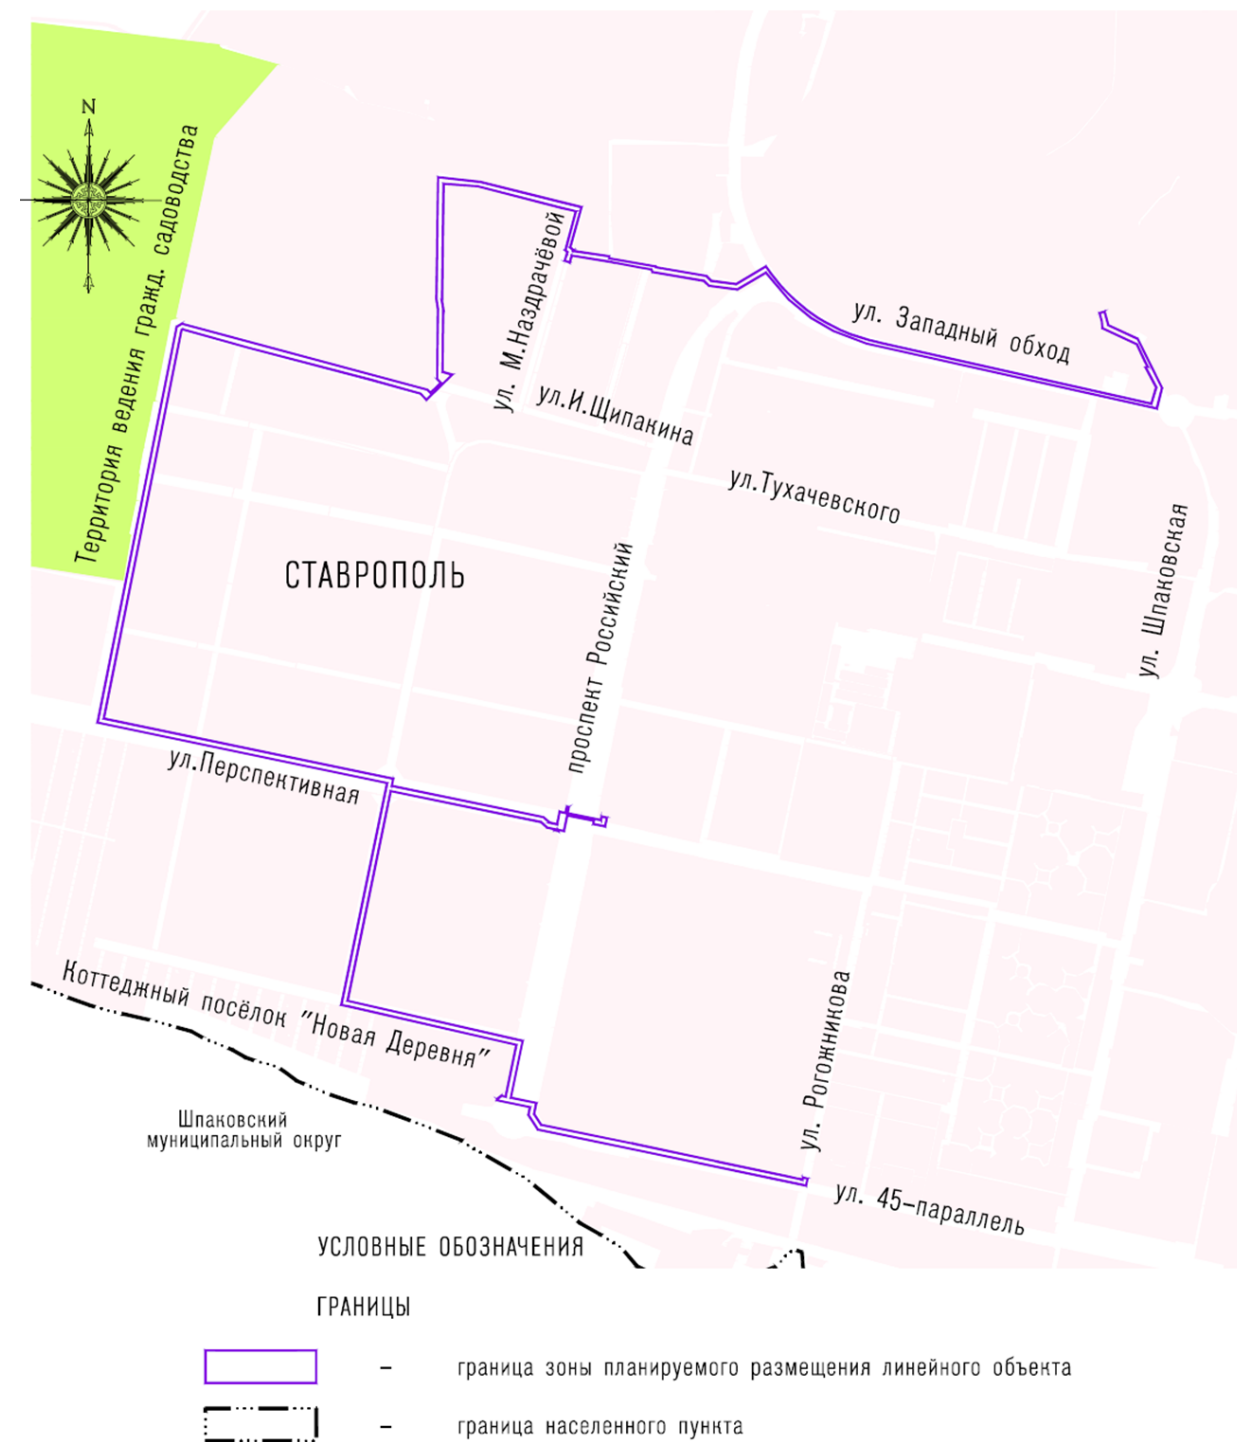 N
Территория ведения гражд. садоводства
ул. М.Наздрачёвой
ул. Западный обход
ул.И.Щипакина
ул.Тухачевского
СТАВРОПОЛЬ
проспект Российский
ул. Шпаковская
ул.Перспективная
Коттеджный посёлок "Новая Деревня"
ул. Рогожникова
Шпаковский
муниципальный округ
ул. 45-параллель
УСЛОВНЫЕ ОБОЗНАЧЕНИЯ
ГРАНИЦЫ
– граница зоны планируемого размещения линейного объекта
– граница населенного пункта